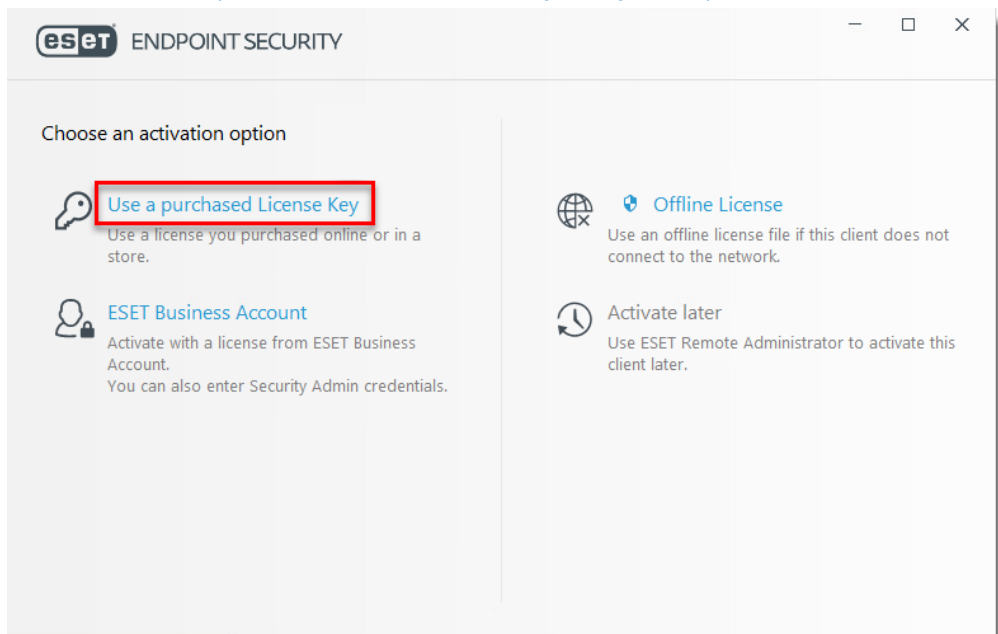 eset ENDPOINT SECURITY
Choose an activation option
Use a purchased License Key
Use a license you purchased online or in a
store.
ESET Business Account
Activate with a license from ESET Business
Account.
You can also enter Security Admin credentials.
Offline License
Use an offline license file if this client does not
connect to the network.
Activate later
Use ESET Remote Administrator to activate this
client later.